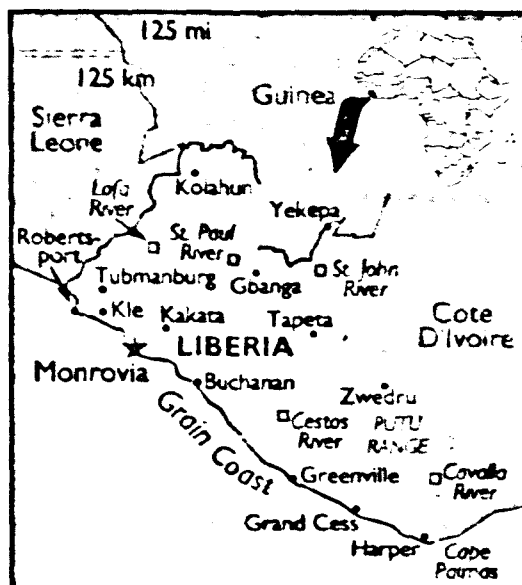 125 mi
125 km
Guinea
Sierra
Leone
Kolahun
Lofa
River
Yekepa
Roberts-
port
St. Paul
River
Tubmanburg
Gbanga
St. John
River
Kle
Kakata
Tapeta
Cote
D'Ivoire
LIBERIA
Monrovia
Buchanan
Zwedru
Cestos
River
PUTU
RANGE
Grain Coast
Greenville
Cavalla
River
Grand Cess
Harper
Cape
Palmas